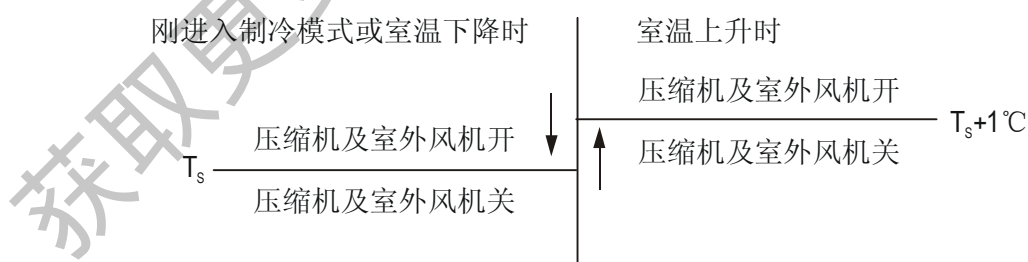 刚进入制冷模式或室温下降时
室温上升时
压缩机及室外风机开
Ts+1℃
压缩机及室外风机关
压缩机及室外风机开
Ts
压缩机及室外风机关
获取更